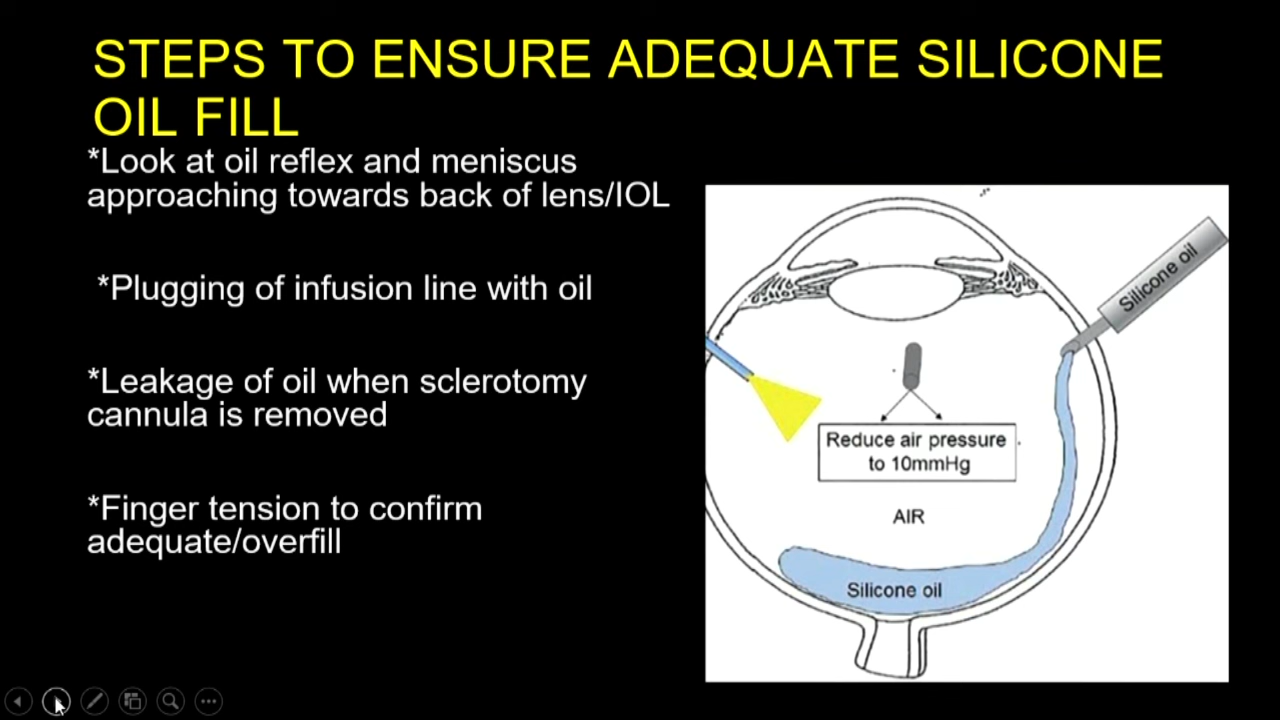 STEPS TO ENSURE ADEQUATE SILICONE
OIL FILL
*Look at oil reflex and meniscus
approaching towards back of lens/IOL
*Plugging of infusion line with oil
*Leakage of oil when sclerotomy
cannula is removed
*Finger tension to confirm
adequate/overfill
Silicone oil
Reduce air pressure
to 10mmHg
AIR
Silicone oil